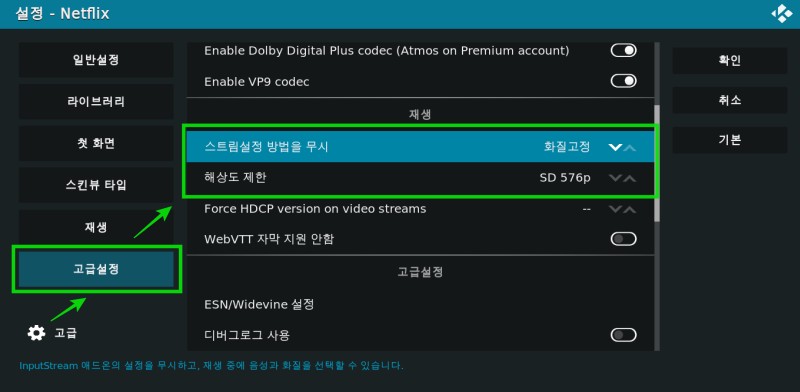 설정 - Netflix
일반설정
라이브러리
첫 화면
스킨뷰 타입
재생
고급설정
고급
Enable Dolby Digital Plus codec (Atmos on Premium account)
Enable VP9 codec
재생
스트림설정 방법을 무시 화질고정
해상도 제한 SD 576p
Force HDCP version on video streams --
WebVTT 자막 지원 안함
고급설정
ESN/Widevine 설정
디버그로그 사용
확인
취소
기본
InputStream 애드온의 설정을 무시하고, 재생 중에 음성과 화질을 선택할 수 있습니다.